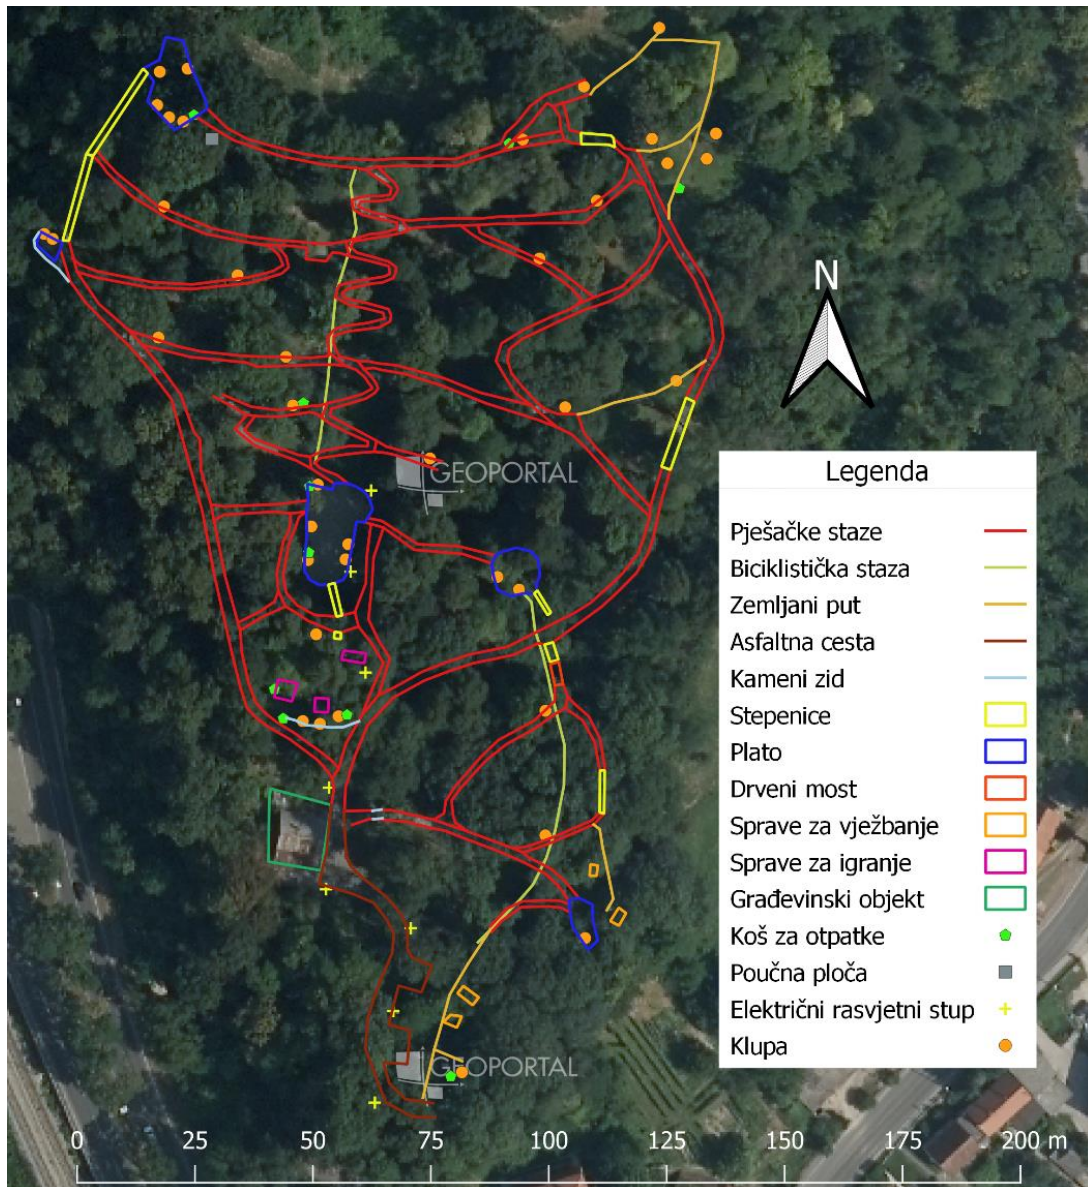 N
GEOPORTAL
Legenda
Pješačke staze
Biciklistička staza
Zemljani put
Asfaltna cesta
Kameni zid
Stepenice
Plato
Drveni most
Sprave za vježbanje
Sprave za igranje
Građevinski objekt
Koš za otpatke
Poučna ploča
Električni rasvjetni stup
Klupa
GEOPORTAL
0 25 50 75 100 125 150 175 200 m